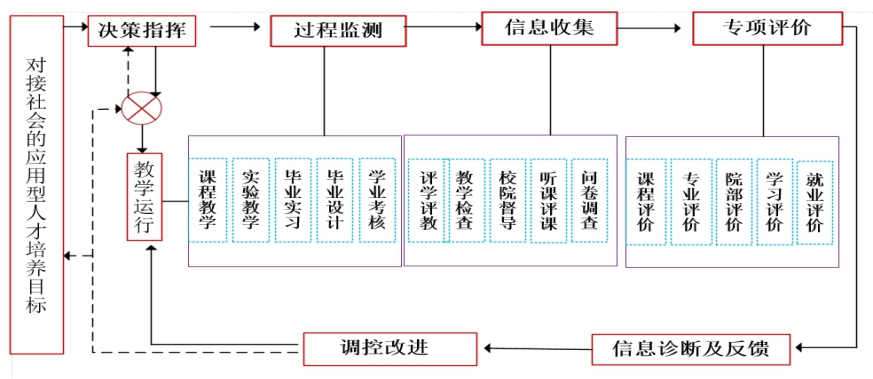 对接社会的应用型人才培养目标
决策指挥
过程监测
信息收集
专项评价
教学运行
课程教学
实验教学
毕业实习
毕业设计
学业考核
评学评教
教学检查
校院督导
听课评课
问卷调查
课程评价
专业评价
院部评价
学习评价
就业评价
调控改进
信息诊断及反馈